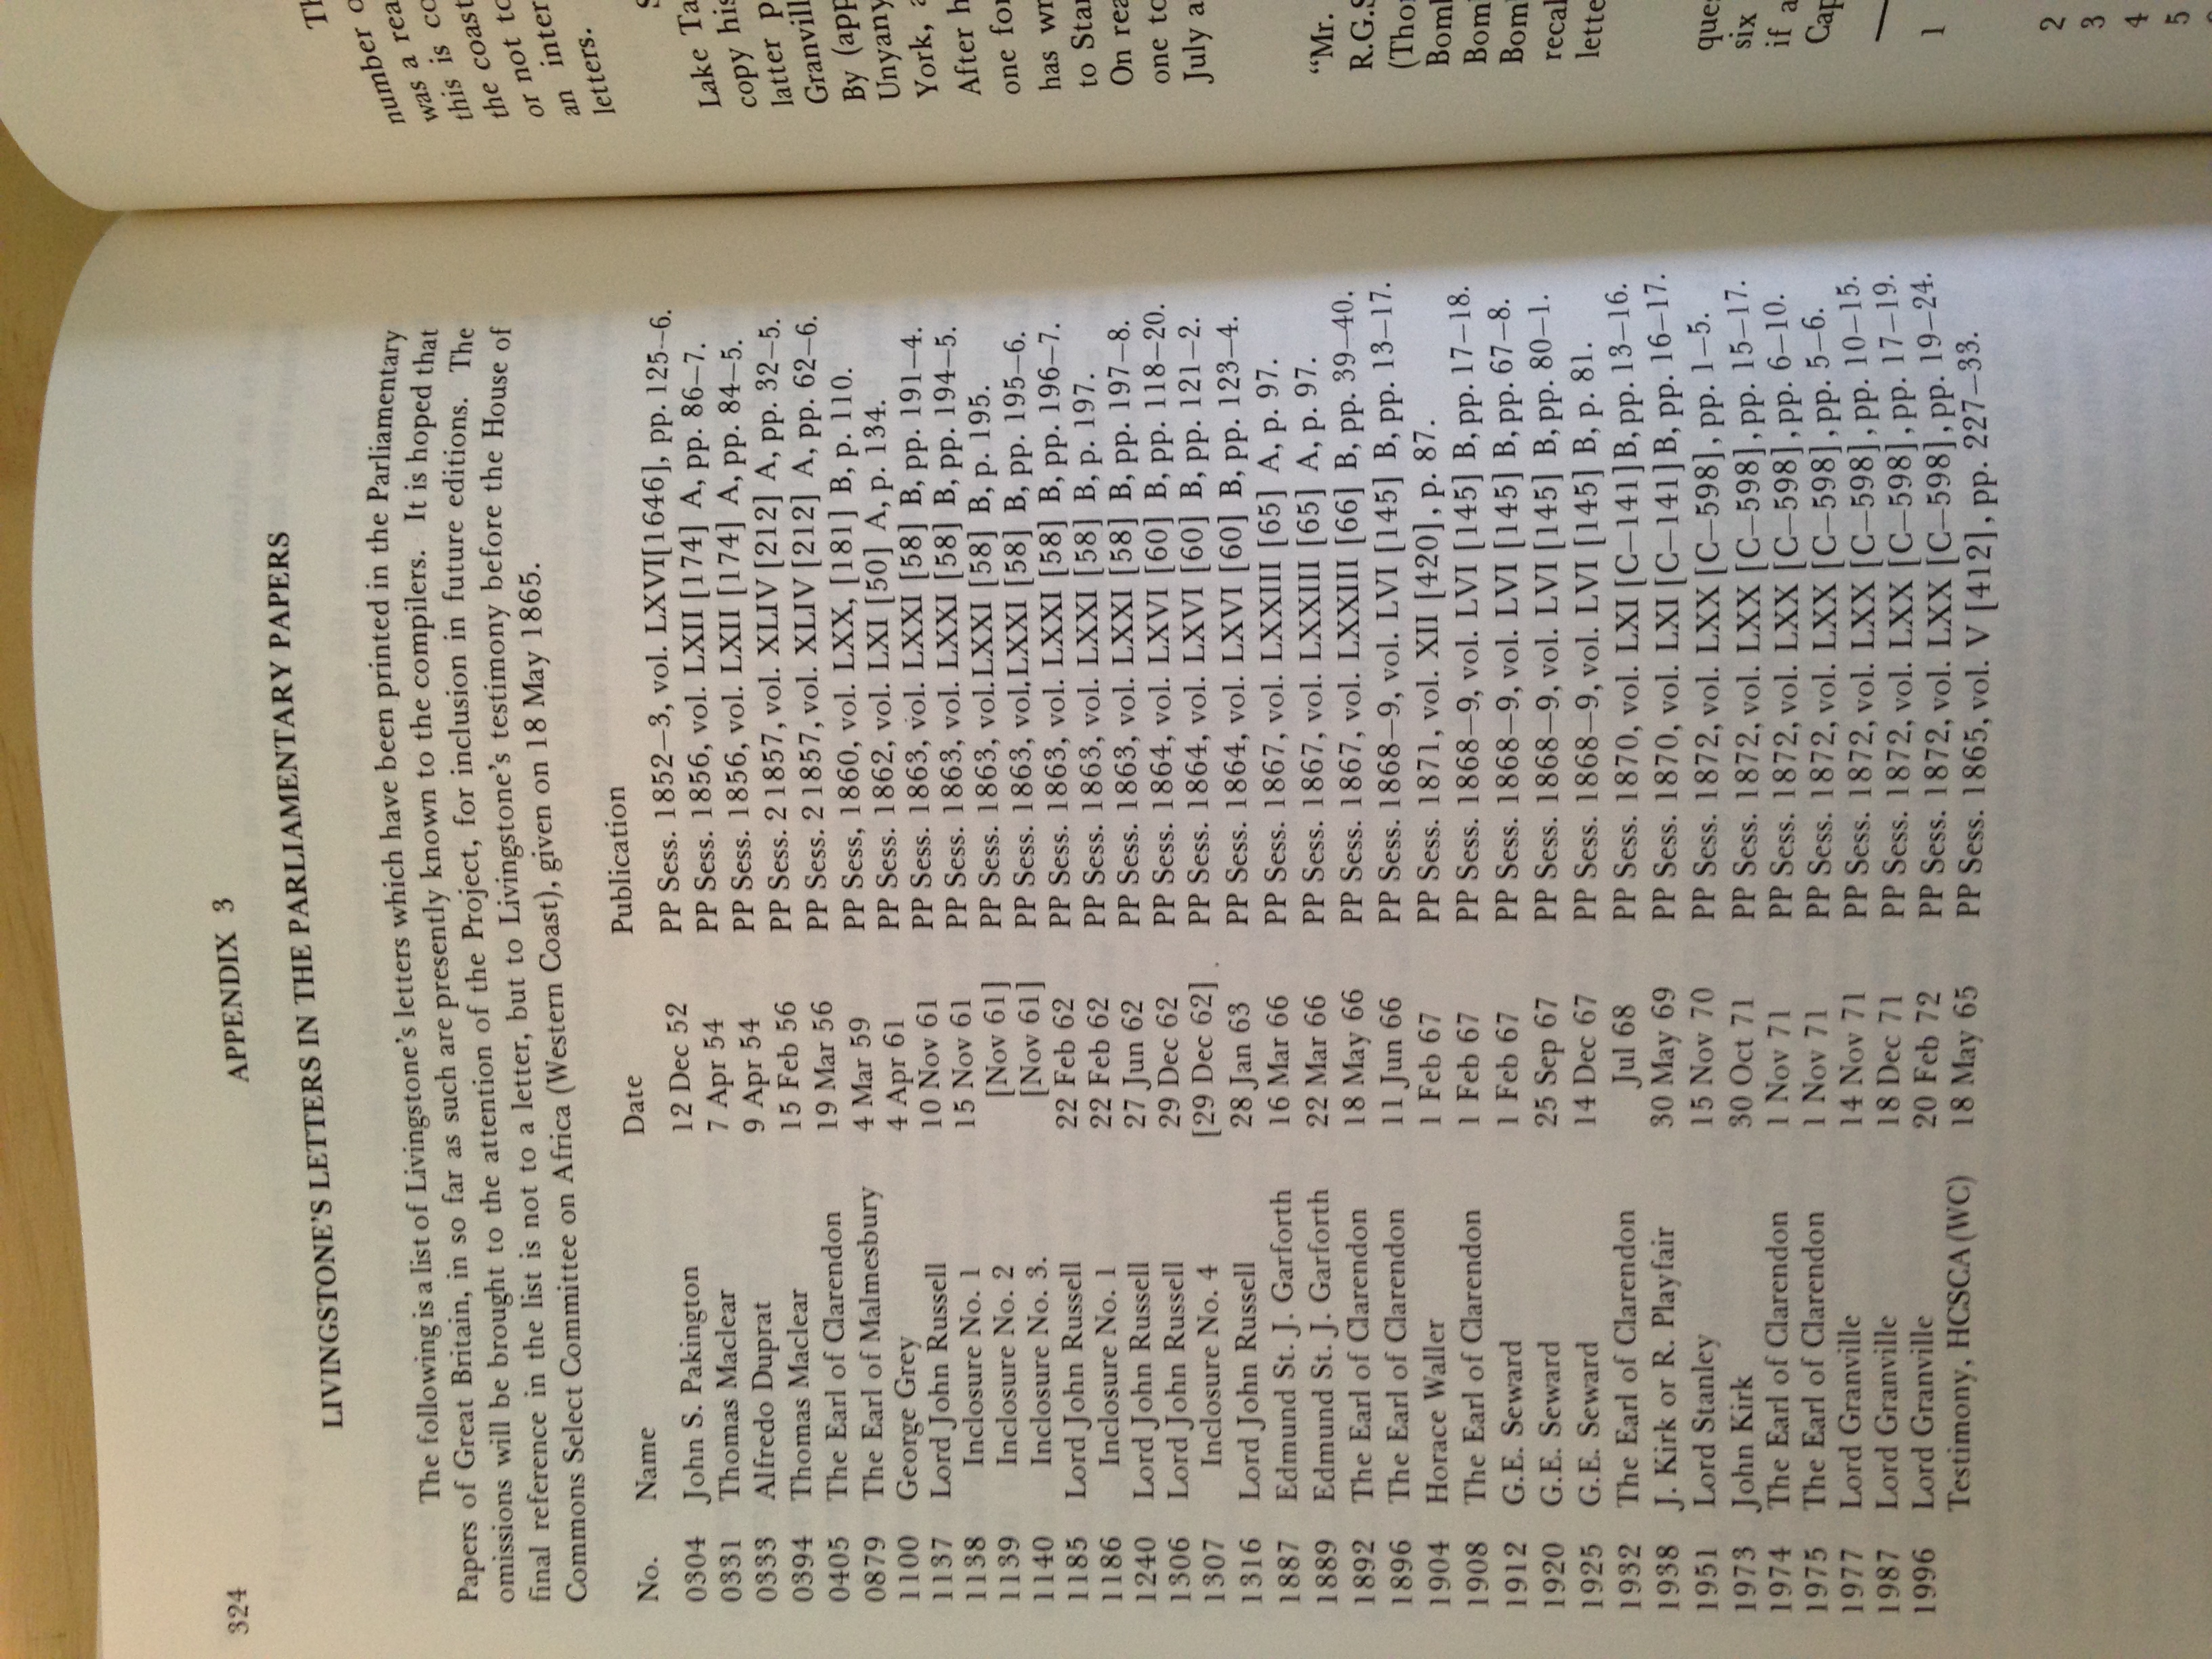 324
APPENDIX 3
LIVINGSTONE'S LETTERS IN THE PARLIAMENTARY PAPERS
The following is a list of Livingstone's letters which have been printed in the Parliamentary
Papers of Great Britain, in so far as such are presently known to the compilers. It is hoped that
omissions will be brought to the attention of the Project, for inclusion in future editions. The
final reference in the list is not to a letter, but to Livingstone's testimony before the House of
Commons Select Committee on Africa (Western Coast), given on 18 May 1865.
No. Name Date Publication
0304 John S. Pakington 12 Dec 52 PP Sess. 1852–3, vol. LXVI[1646], pp. 125–6.
0331 Thomas Maclear 7 Apr 54 PP Sess. 1856, vol. LXII [174] A, pp. 86–7.
0333 Alfredo Duprat 9 Apr 54 PP Sess. 1856, vol. LXII [174] A, pp. 84–5.
0394 Thomas Maclear 15 Feb 56 PP Sess. 2 1857, vol. XLIV [212] A, pp. 32–5.
0405 The Earl of Clarendon 19 Mar 56 PP Sess. 2 1857, vol. XLIV [212] A, pp. 62–6.
0879 The Earl of Malmesbury 4 Mar 59 PP Sess, 1860, vol. LXX, [181] B, p. 110.
1100 George Grey 4 Apr 61 PP Sess. 1862, vol. LXI [50] A, p. 134.
1137 Lord John Russell 10 Nov 61 PP Sess. 1863, vol. LXXI [58] B, pp. 191–4.
1138 Inclosure No. 1 15 Nov 61 PP Sess. 1863, vol. LXXI [58] B, pp. 194–5.
1139 Inclosure No. 2 [Nov 61] PP Sess. 1863, vol. LXXI [58] B, p. 195.
1140 Inclosure No. 3. [Nov 61] PP Sess. 1863, vol. LXXI [58] B, pp. 195–6.
1185 Lord John Russell 22 Feb 62 PP Sess. 1863, vol. LXXI [58] B, pp. 196–7.
1186 Inclosure No. 1 22 Feb 62 PP Sess. 1863, vol. LXXI [58] B, p. 197.
1240 Lord John Russell 27 Jun 62 PP Sess. 1863, vol. LXXI [58] B, pp. 197–8.
1306 Lord John Russell 29 Dec 62 PP Sess. 1864, vol. LXVI [60] B, pp. 118–20.
1307 Inclosure No. 4 [29 Dec 62] PP Sess. 1864, vol. LXVI [60] B, pp. 121–2.
1316 Lord John Russell 28 Jan 63 PP Sess. 1864, vol. LXVI [60] B, pp. 123–4.
1887 Edmund St. J. Garforth 16 Mar 66 PP Sess. 1867, vol. LXXIII [65] A, p. 97.
1889 Edmund St. J. Garforth 22 Mar 66 PP Sess. 1867, vol. LXXIII [65] A, p. 97.
1892 The Earl of Clarendon 18 May 66 PP Sess. 1867, vol. LXXIII [66] B, pp. 39–40.
1896 The Earl of Clarendon 11 Jun 66 PP Sess. 1868–9, vol. LVI [145] B, pp. 13–17.
1904 Horace Waller 1 Feb 67 PP Sess. 1871, vol. XII [420], p. 87.
1908 The Earl of Clarendon 1 Feb 67 PP Sess. 1868–9, vol. LVI [145] B, pp. 17–18.
1912 G.E. Seward 1 Feb 67 PP Sess. 1868–9, vol. LVI [145] B, pp. 67–8.
1920 G.E. Seward 25 Sep 67 PP Sess. 1868–9, vol. LVI [145] B, pp. 80–1.
1925 G.E. Seward 14 Dec 67 PP Sess. 1868–9, vol. LVI [145] B, p. 81.
1932 The Earl of Clarendon Jul 68 PP Sess. 1870, vol. LXI [C–141] B, pp. 13–16.
1938 J. Kirk or R. Playfair 30 May 69 PP Sess. 1870, vol. LXI [C–141] B, pp. 16–17.
1951 Lord Stanley 15 Nov 70 PP Sess. 1872, vol. LXX [C–598], pp. 1–5.
1973 John Kirk 30 Oct 71 PP Sess. 1872, vol. LXX [C–598], pp. 15–17.
1974 The Earl of Clarendon 1 Nov 71 PP Sess. 1872, vol. LXX [C–598], pp. 6–10.
1975 The Earl of Clarendon 1 Nov 71 PP Sess. 1872, vol. LXX [C–598], pp. 5–6.
1977 Lord Granville 14 Nov 71 PP Sess. 1872, vol. LXX [C–598], pp. 10–15.
1987 Lord Granville 18 Dec 71 PP Sess. 1872, vol. LXX [C–598], pp. 17–19.
1996 Lord Granville 20 Feb 72 PP Sess. 1872, vol. LXX [C–598], pp. 19–24.
Testimony, HCSCA (WC) 18 May 65 PP Sess. 1865, vol. V [412], pp. 227–33.
number
was a
this is
the coast
or not
an
letters.
Lake
copy
latter
By
York,
After
one
has
to
On
one
July
"Mr.
six
if
1
2
3
4
5